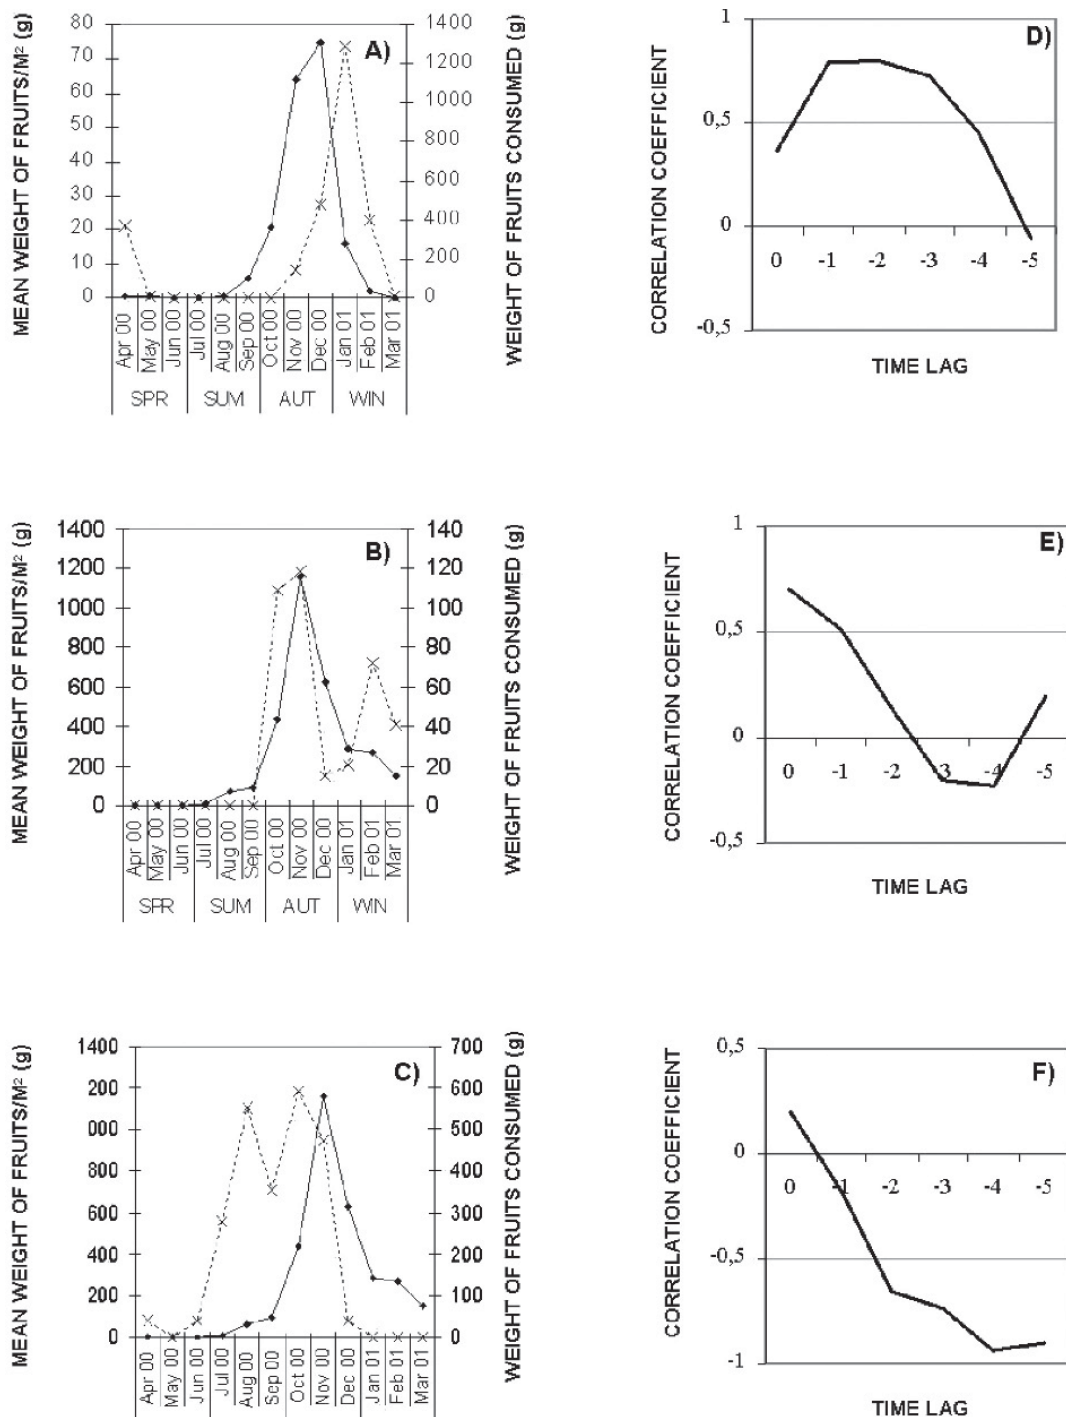 A)
MEAN WEIGHT OF FRUITS/M² (g)
80
70
60
50
40
30
20
10
0
1400
1200
1000
800
600
400
200
0
WEIGHT OF FRUITS CONSUMED (g)
Apr 00
May 00
Jun 00
Jul 00
Aug 00
Sep 00
Oct 00
Nov 00
Dec 00
Jan 01
Feb 01
Mar 01
SPR SUM AUT WIN
D)
CORRELATION COEFFICIENT
1
0,5
0
-0,5
0 -1 -2 -3 -4 -5
TIME LAG
B)
MEAN WEIGHT OF FRUITS/M² (g)
1400
1200
1000
800
600
400
200
0
140
120
100
80
60
40
20
0
WEIGHT OF FRUITS CONSUMED (g)
Apr 00
May 00
Jun 00
Jul 00
Aug 00
Sep 00
Oct 00
Nov 00
Dec 00
Jan 01
Feb 01
Mar 01
SPR SUM AUT WIN
E)
CORRELATION COEFFICIENT
1
0,5
0
-0,5
0 -1 -2 -3 -4 -5
TIME LAG
C)
MEAN WEIGHT OF FRUITS/M² (g)
1400
200
000
800
600
400
200
0
700
600
500
400
300
200
100
0
WEIGHT OF FRUITS CONSUMED (g)
Apr 00
May 00
Jun 00
Jul 00
Aug 00
Sep 00
Oct 00
Nov 00
Dec 00
Jan 01
Feb 01
Mar 01
F)
CORRELATION COEFFICIENT
0,5
0
-0,5
-1
0 -1 -2 -3 -4 -5
TIME LAG